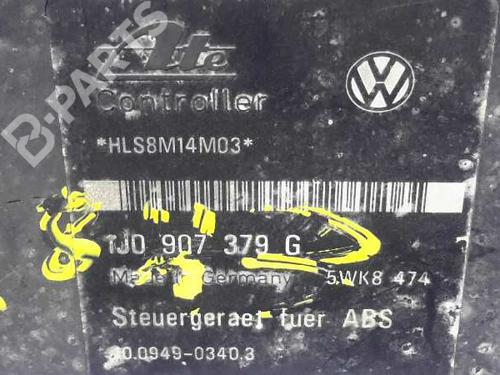 B-PARTS
Ate
Controller
*HLS8M14M03*
1J0 907 379 G
Made in Germany 5WK8 474
Steuergeraet fuer ABS
10.0949-0340.3